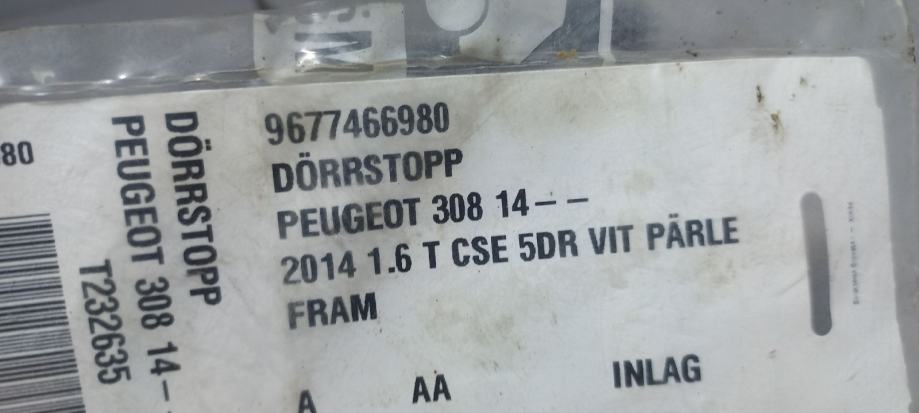 80
DÖRRSTOPP
PEUGEOT 308 14-
T232635
9677466980
DÖRRSTOPP
PEUGEOT 308 14--
2014 1.6 T CSE 5DR VIT PÄRLE
FRAM
A AA INLAG